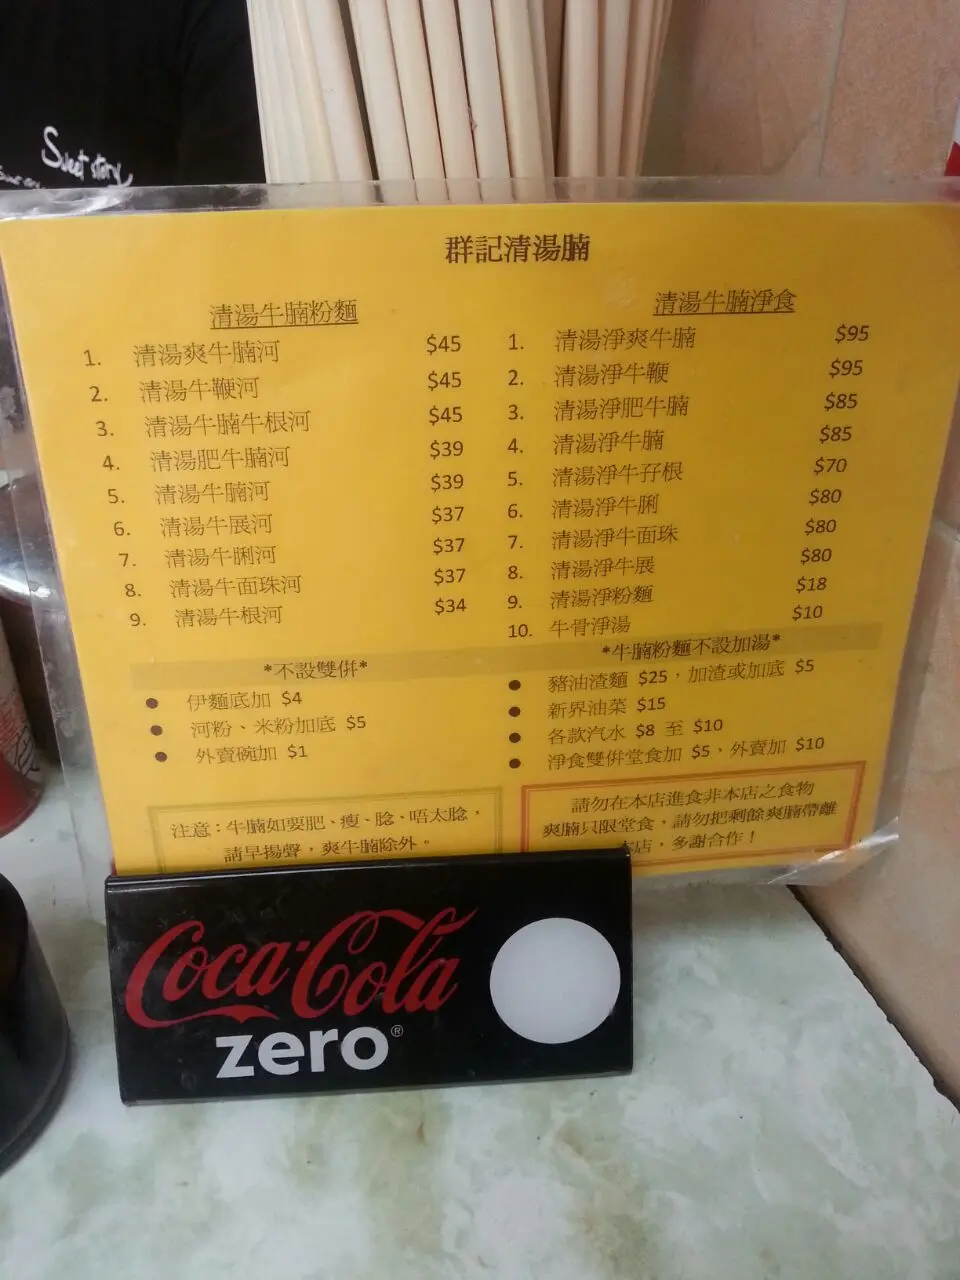 Sweet story
群記清湯腩
清湯牛腩粉麵
1. 清湯爽牛腩河 $45
2. 清湯牛鞭河 $45
3. 清湯牛腩牛根河 $45
4. 清湯肥牛腩河 $39
5. 清湯牛腩河 $39
6. 清湯牛展河 $37
7. 清湯牛脷河 $37
8. 清湯牛面珠河 $37
9. 清湯牛根河 $34
*不設雙併*
● 伊麵底加 $4
● 河粉、米粉加底 $5
● 外賣碗加 $1
注意：牛腩如要肥、瘦、腍、唔太腍，
請早揚聲，爽牛腩除外。
清湯牛腩淨食
1. 清湯淨爽牛腩 $95
2. 清湯淨牛鞭 $95
3. 清湯淨肥牛腩 $85
4. 清湯淨牛腩 $85
5. 清湯淨牛孖根 $70
6. 清湯淨牛脷 $80
7. 清湯淨牛面珠 $80
8. 清湯淨牛展 $80
9. 清湯淨粉麵 $18
10. 牛骨淨湯 $10
*牛腩粉麵不設加湯*
● 豬油渣麵 $25，加渣或加底 $5
● 新界油菜 $15
● 各款汽水 $8 至 $10
● 淨食雙併堂食加 $5，外賣加 $10
請勿在本店進食非本店之食物
爽腩只限堂食，請勿把剩餘爽腩帶離
本店，多謝合作！
Coca-Cola
zero®